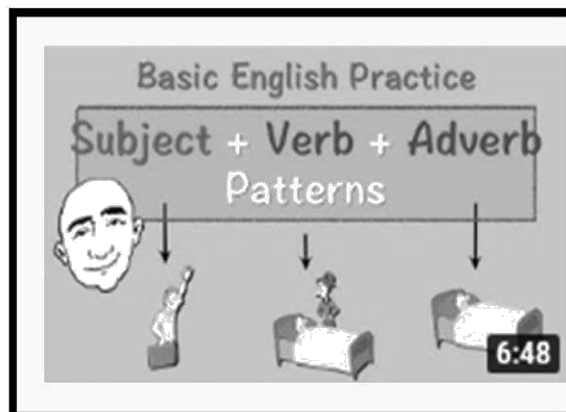 Basic English Practice
Subject + Verb + Adverb
Patterns
6:48